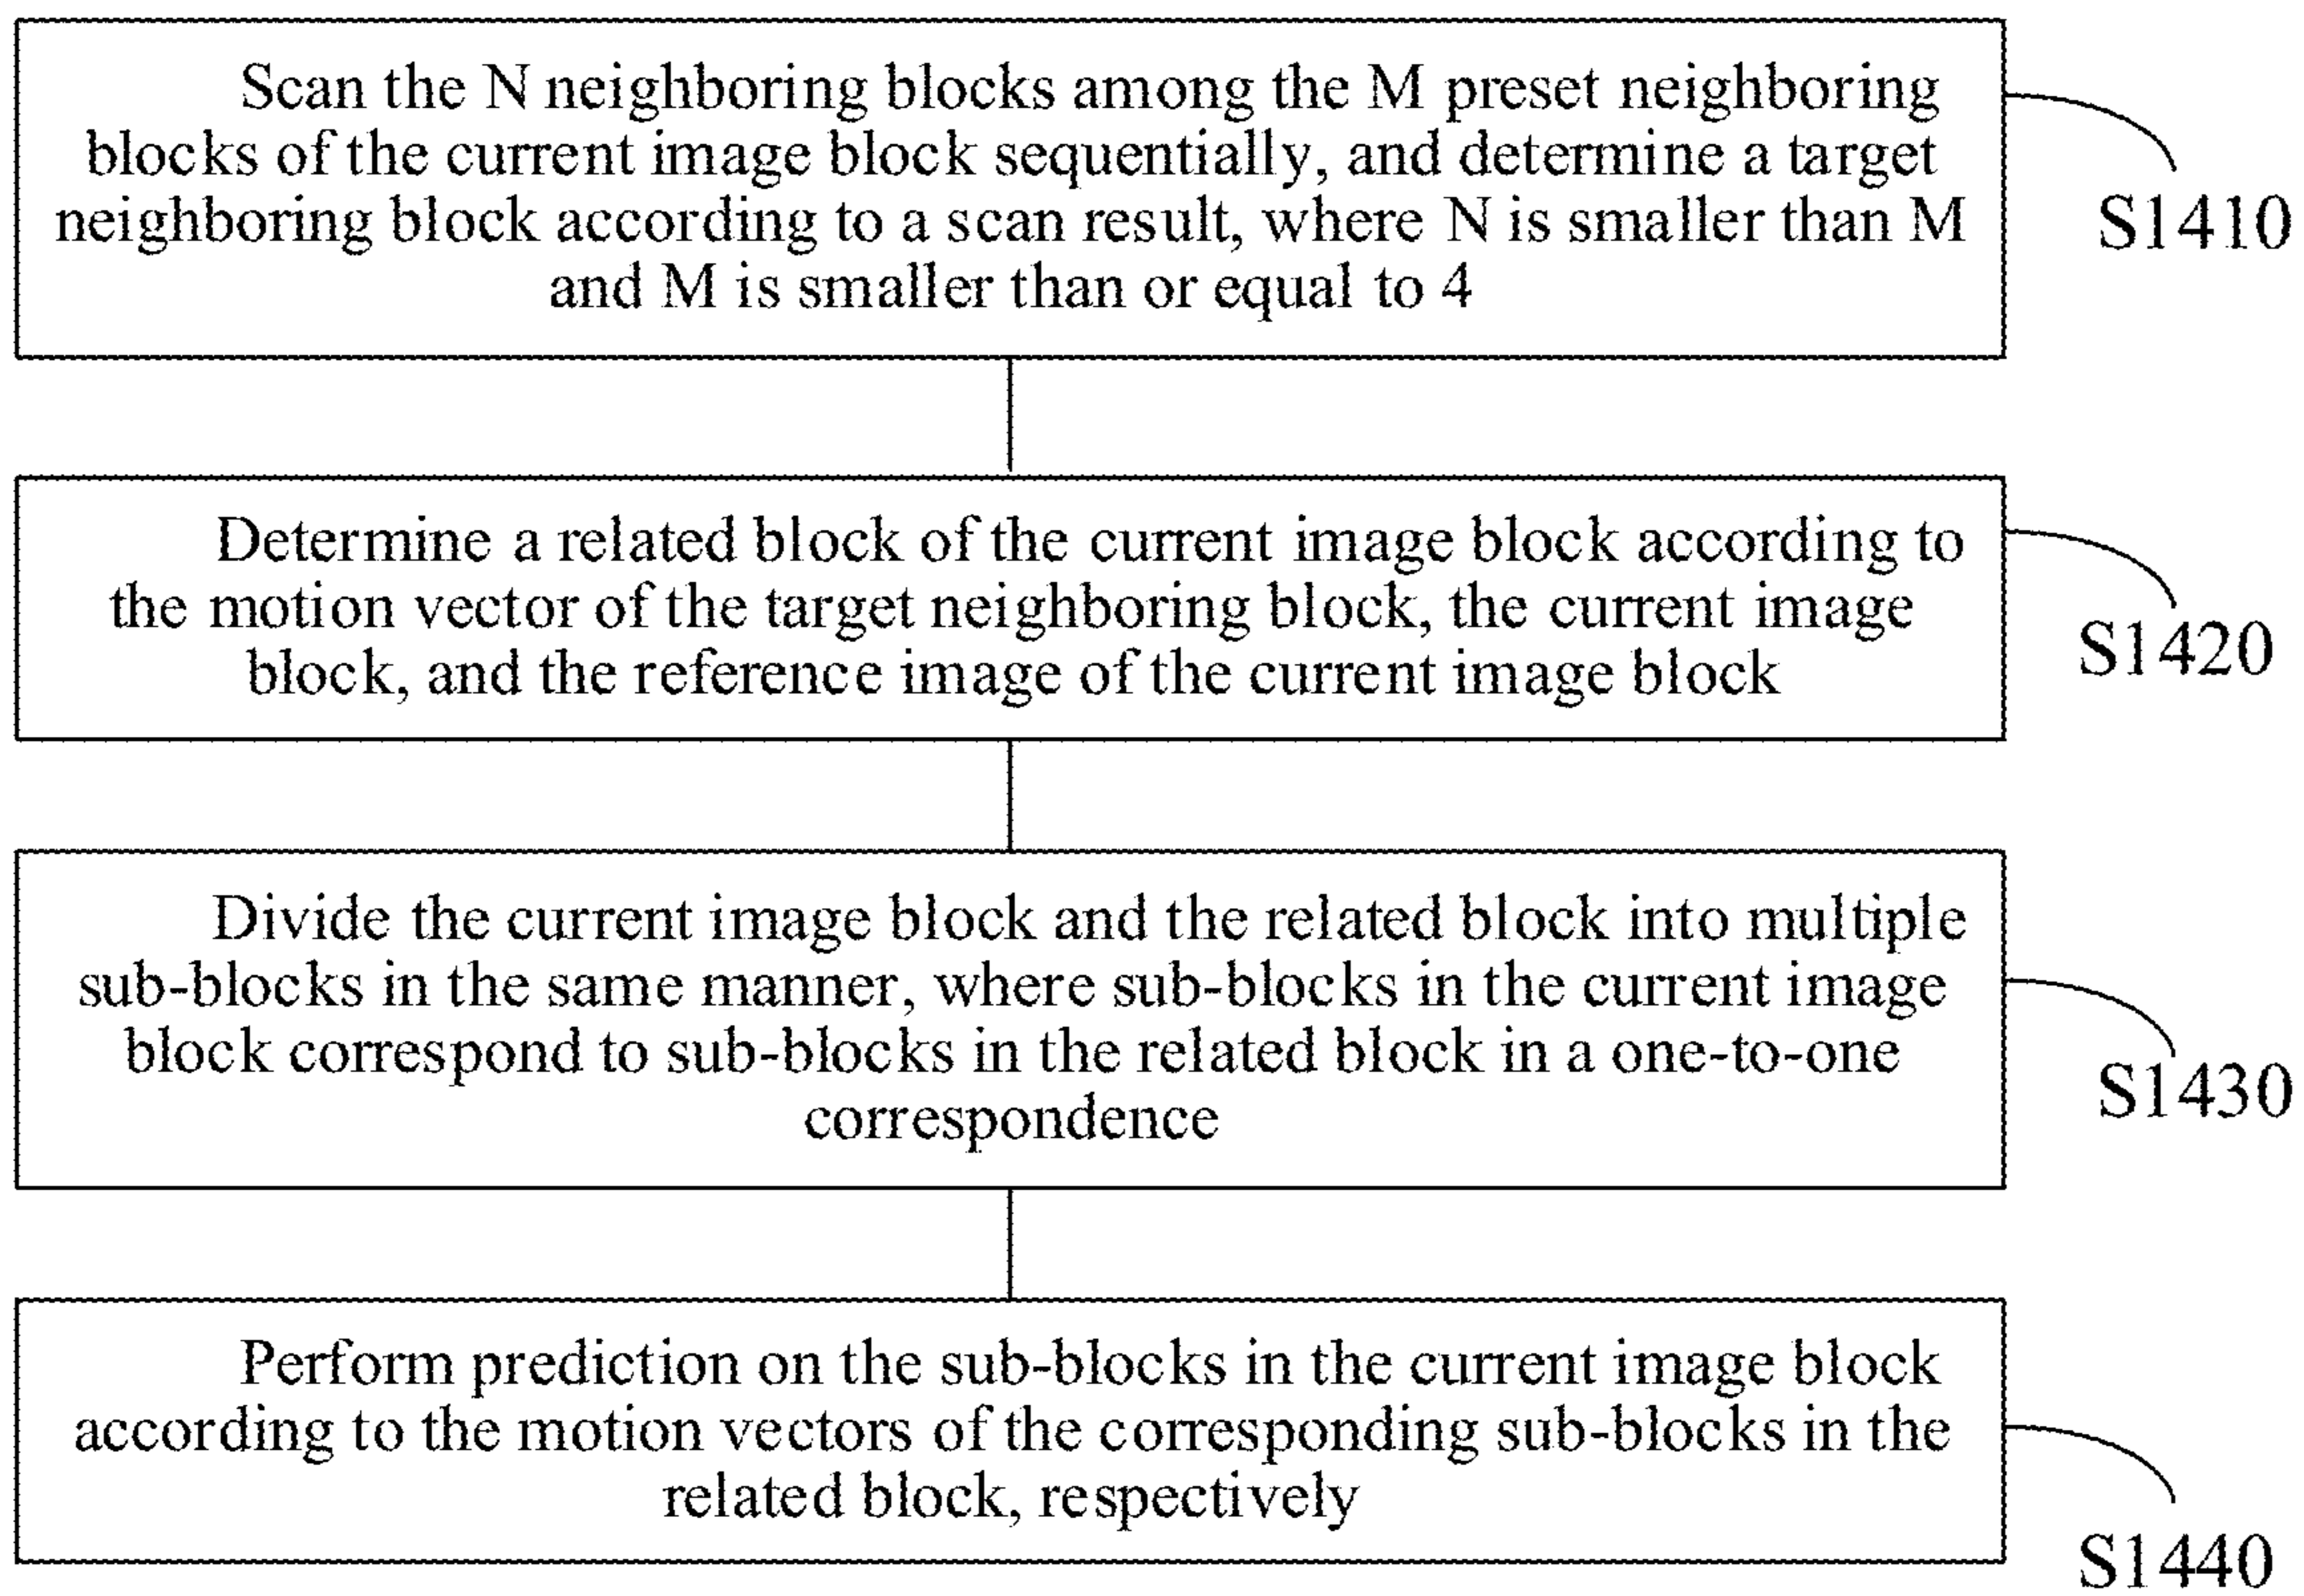 Scan the N neighboring blocks among the M preset neighboring
blocks of the current image block sequentially, and determine a target
neighboring block according to a scan result, where N is smaller than M
and M is smaller than or equal to 4
S1410
Determine a related block of the current image block according to
the motion vector of the target neighboring block, the current image
block, and the reference image of the current image block
S1420
Divide the current image block and the related block into multiple
sub-blocks in the same manner, where sub-blocks in the current image
block correspond to sub-blocks in the related block in a one-to-one
correspondence
S1430
Perform prediction on the sub-blocks in the current image block
according to the motion vectors of the corresponding sub-blocks in the
related block, respectively
S1440